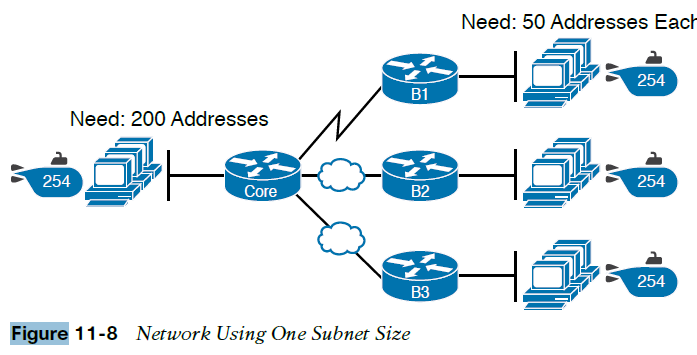 Need: 50 Addresses Each
254
B1
Need: 200 Addresses
254
Core
B2
254
B3
254
Figure 11-8 Network Using One Subnet Size